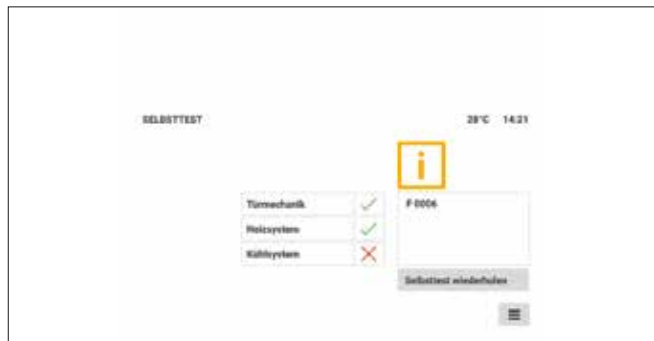 SELBSTTEST
28°C 14:21
Türmechanik
F 0006
Heizsystem
Kühlsystem
Selbsttest wiederholen